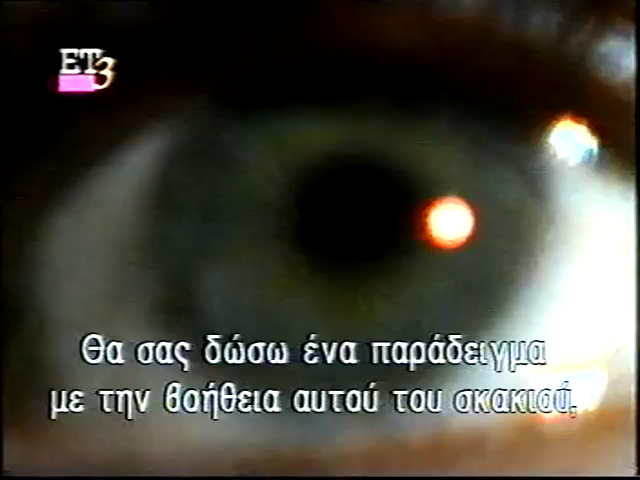 ET3
Θα σας δώσω ένα παράδειγμα
με την βοήθεια αυτού του σκακιού,